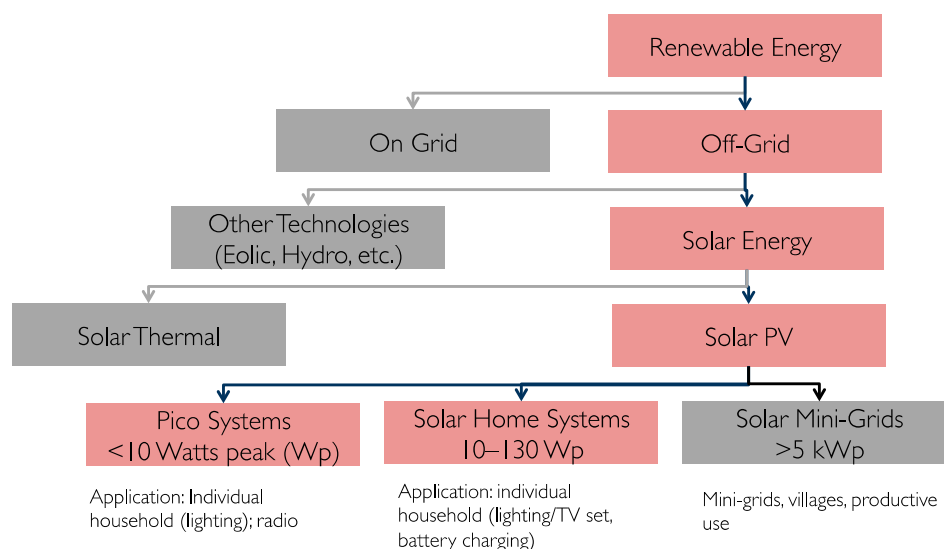 Renewable Energy
On Grid
Off-Grid
Other Technologies
(Eolic, Hydro, etc.)
Solar Energy
Solar Thermal
Solar PV
Pico Systems
<10 Watts peak (Wp)
Solar Home Systems
10–130 Wp
Solar Mini-Grids
>5 kWp
Application: Individual
household (lighting); radio
Application: individual
household (lighting/TV set,
battery charging)
Mini-grids, villages, productive
use